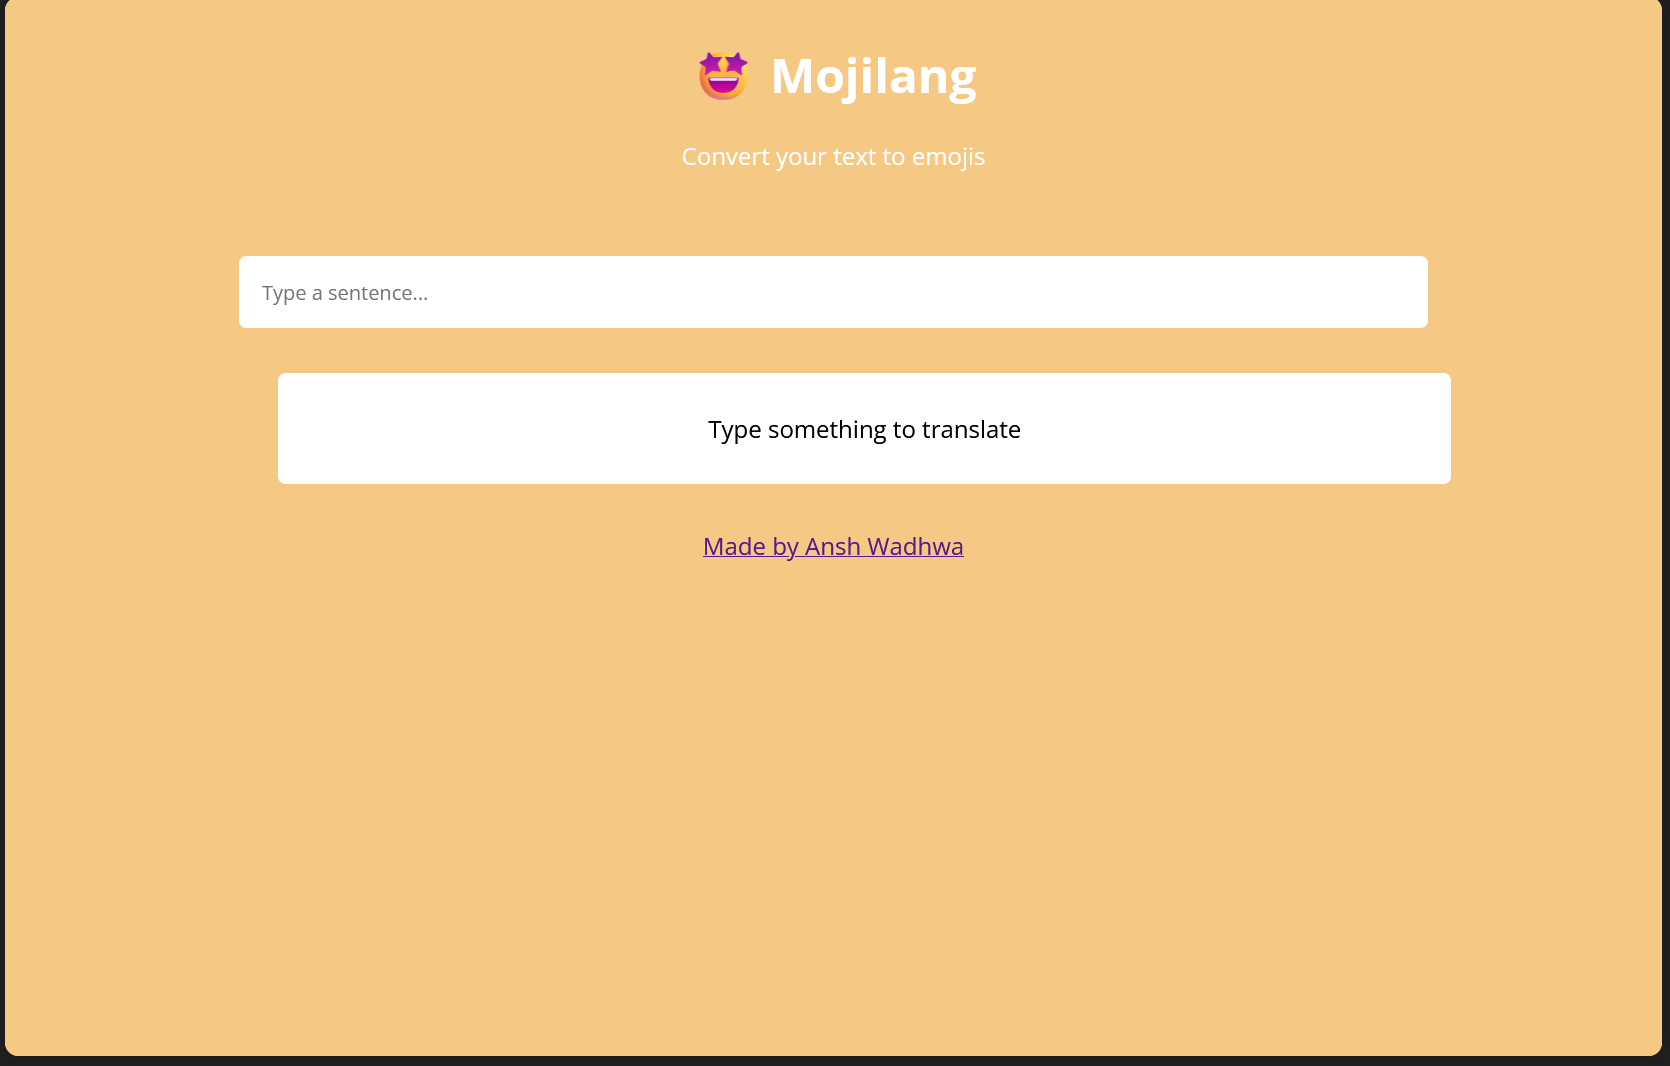 🤩 Mojilang
Convert your text to emojis
Type a sentence...
Type something to translate
Made by Ansh Wadhwa